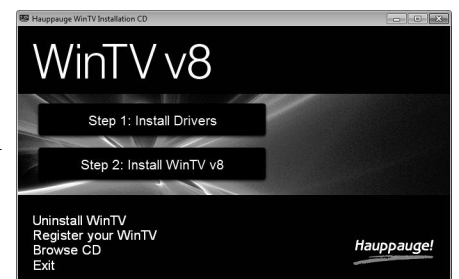 Hauppauge WinTV Installation CD
WinTV v8
Step 1: Install Drivers
Step 2: Install WinTV v8
Uninstall WinTV
Register your WinTV
Browse CD
Exit
Hauppauge!